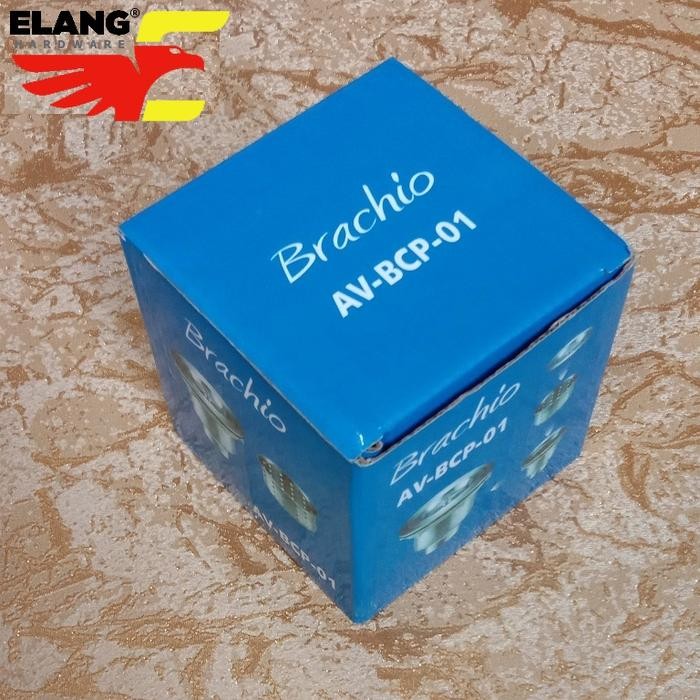 ELANG®
HARDWARE
Brachio
AV-BCP-01
Brachio
AV-BCP-01
Brachio
AV-BCP-01